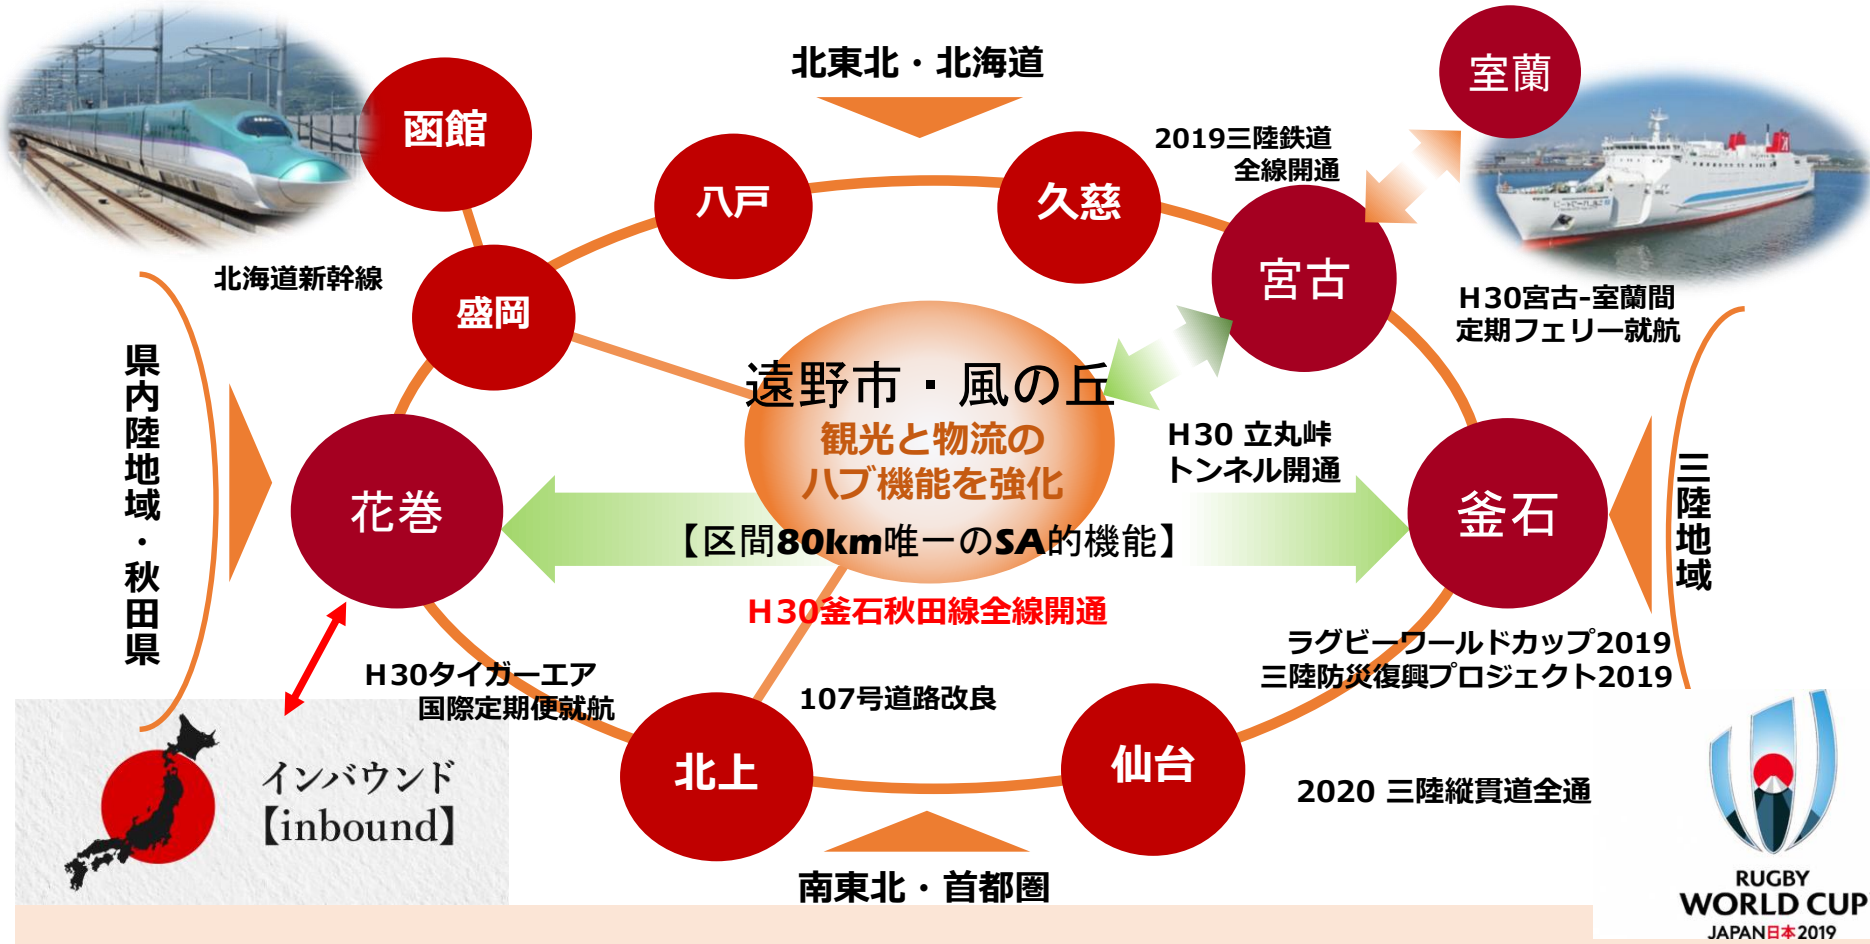 北東北・北海道
室蘭
函館
2019三陸鉄道
全線開通
八戸
久慈
宮古
北海道新幹線
盛岡
H30宮古-室蘭間
定期フェリー就航
県内陸地域・秋田県
遠野市・風の丘
観光と物流の
ハブ機能を強化
【区間80km唯一のSA的機能】
H30 立丸峠
トンネル開通
花巻
釜石
三陸地域
H30釜石秋田線全線開通
ラグビーワールドカップ2019
三陸防災復興プロジェクト2019
H30タイガーエア
国際定期便就航
107号道路改良
北上
仙台
2020 三陸縦貫道全通
インバウンド
【inbound】
南東北・首都圏
RUGBY
WORLD CUP
JAPAN日本2019